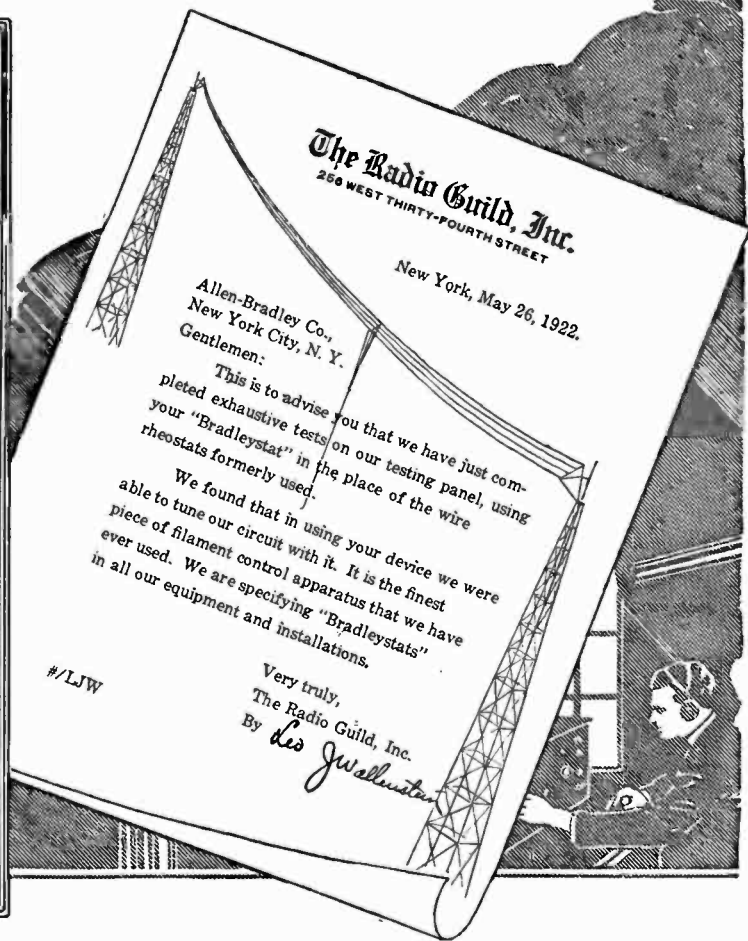 The Radio Guild, Inc.
256 WEST THIRTY-FOURTH STREET
New York, May 26, 1922.
Allen-Bradley Co.,
New York City, N. Y.
Gentlemen:
This is to advise you that we have just com-
pleted exhaustive tests on our testing panel, using
your "Bradleystat" in the place of the wire
rheostats formerly used.
We found that in using your device we were
able to tune our circuit with it. It is the finest
piece of filament control apparatus that we have
ever used. We are specifying "Bradleystats"
in all our equipment and installations.
#/LJW
Very truly,
The Radio Guild, Inc.
By Leo J Wallenstein